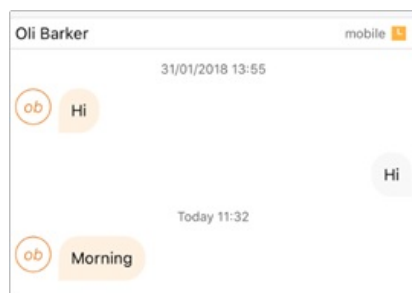 Oli Barker mobile L
31/01/2018 13:55
ob Hi
Hi
Today 11:32
ob Morning